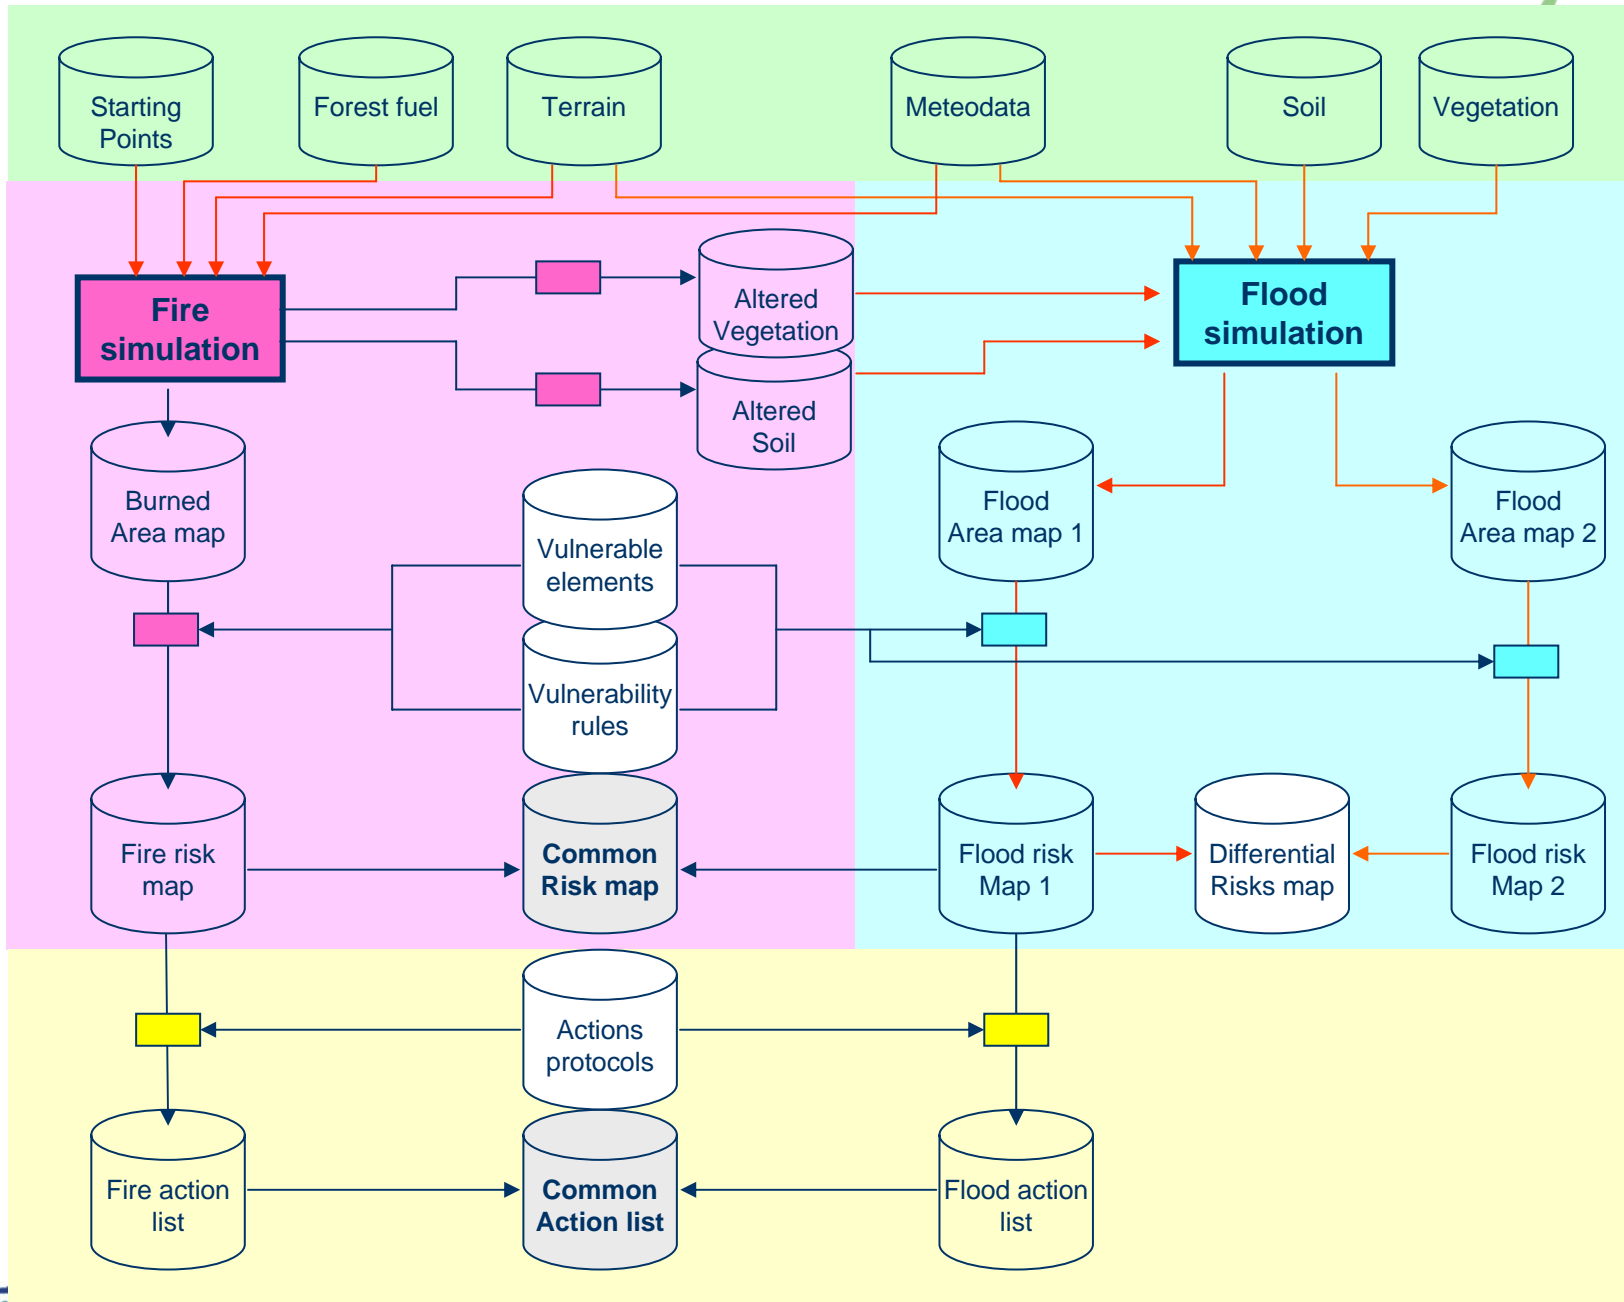 Starting
Points
Forest fuel
Terrain
Meteodata
Soil
Vegetation
Fire
simulation
Altered
Vegetation
Altered
Soil
Flood
simulation
Burned
Area map
Vulnerable
elements
Vulnerability
rules
Flood
Area map 1
Flood
Area map 2
Fire risk
map
Common
Risk map
Flood risk
Map 1
Differential
Risks map
Flood risk
Map 2
Actions
protocols
Fire action
list
Common
Action list
Flood action
list